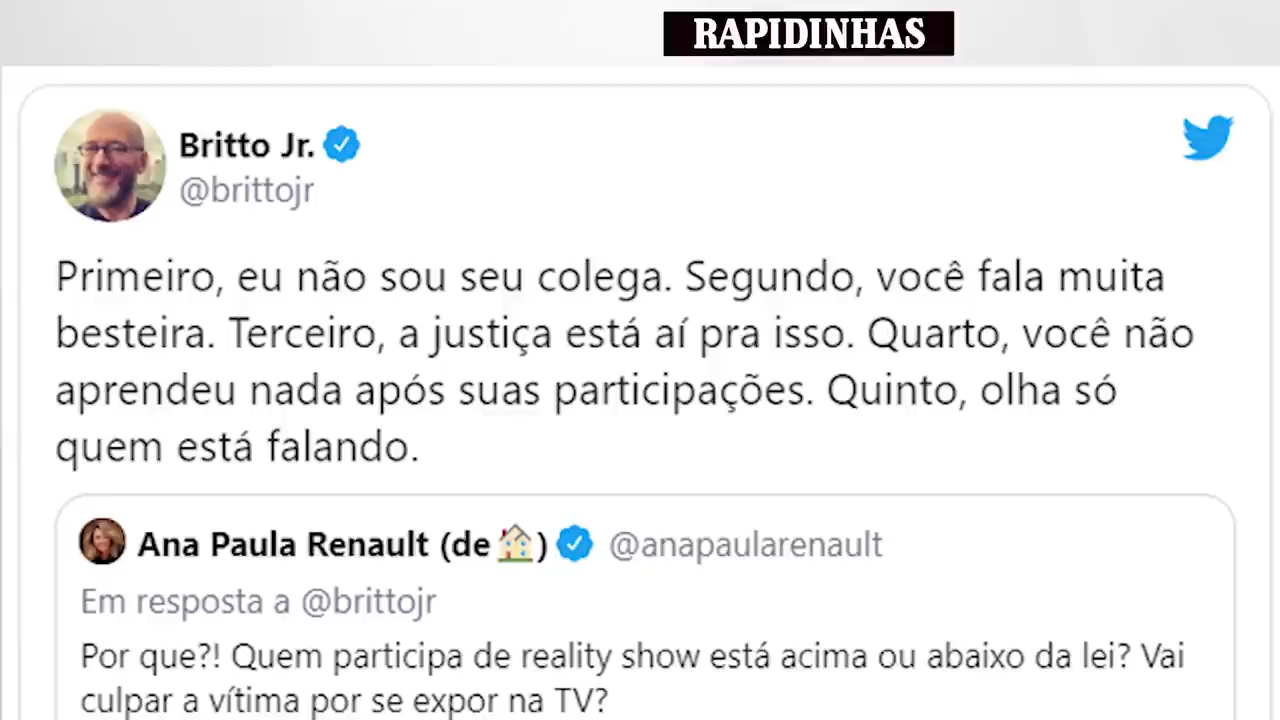 RAPIDINHAS
Britto Jr.
@brittojr
Primeiro, eu não sou seu colega. Segundo, você fala muita
besteira. Terceiro, a justiça está aí pra isso. Quarto, você não
aprendeu nada após suas participações. Quinto, olha só
quem está falando.
Ana Paula Renault (de🏠) @anapaularenault
Em resposta a @brittojr
Por que?! Quem participa de reality show está acima ou abaixo da lei? Vai
culpar a vítima por se expor na TV?